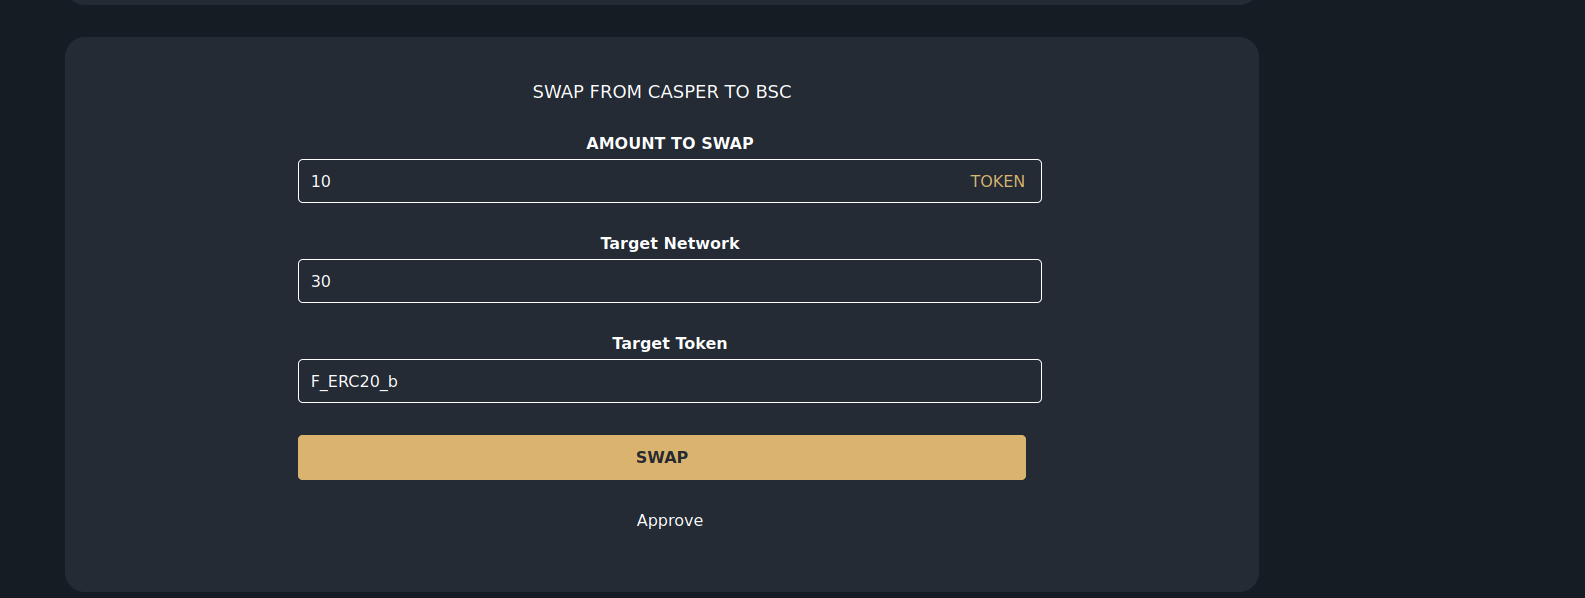 SWAP FROM CASPER TO BSC
AMOUNT TO SWAP
10 TOKEN
Target Network
30
Target Token
F_ERC20_b
SWAP
Approve